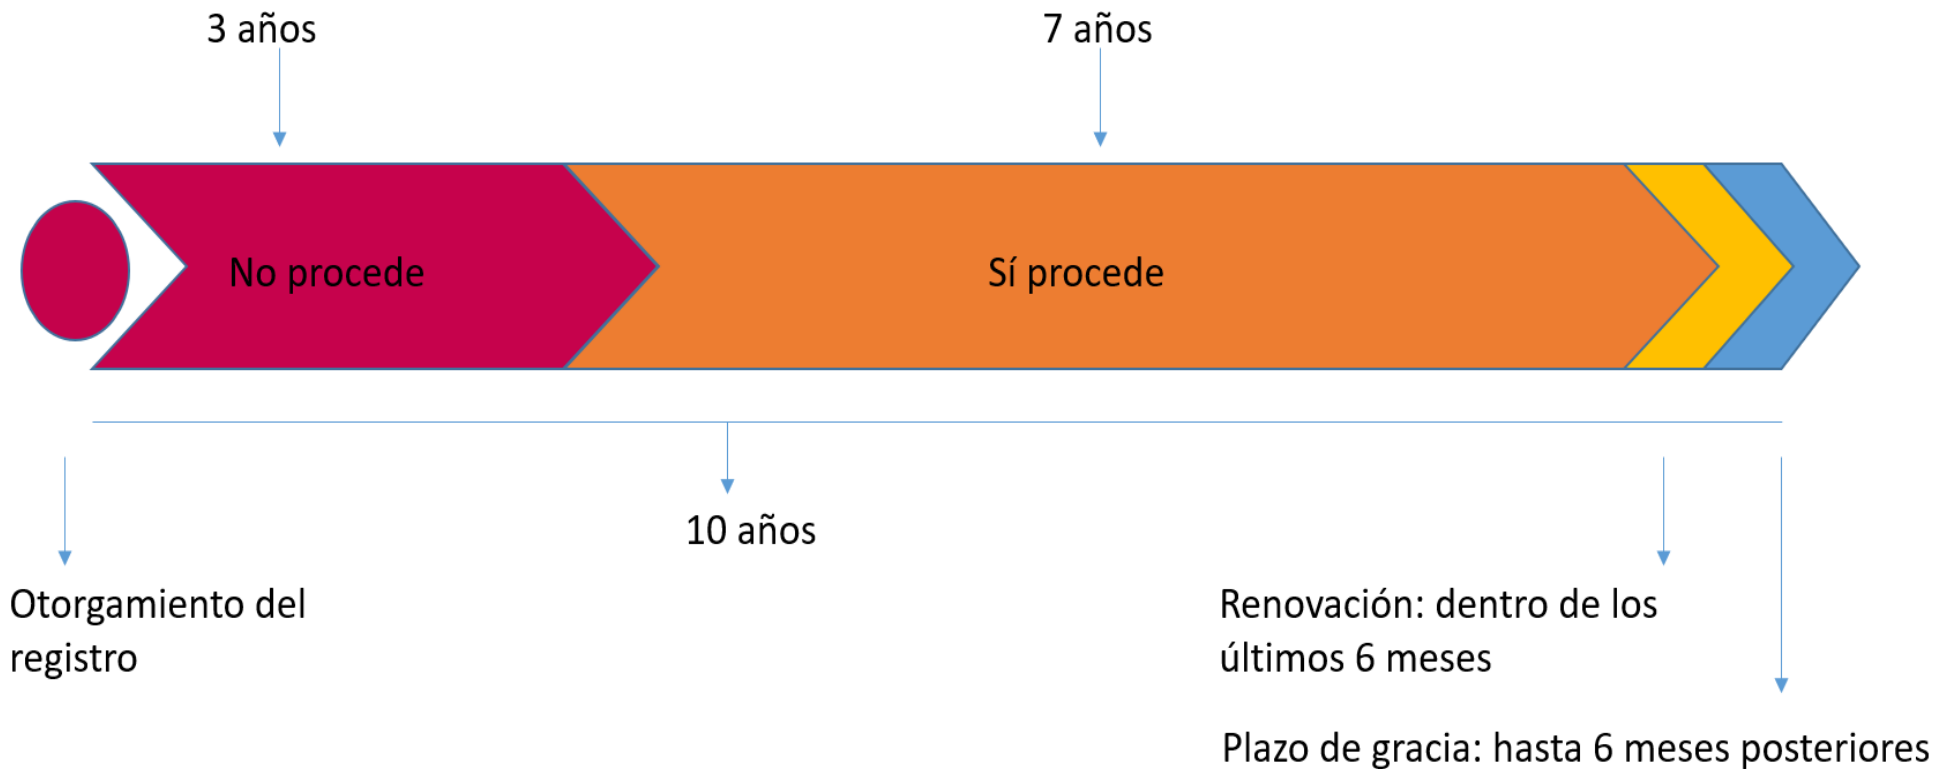 3 años
7 años
No procede
Sí procede
10 años
Otorgamiento del
registro
Renovación: dentro de los
últimos 6 meses
Plazo de gracia: hasta 6 meses posteriores